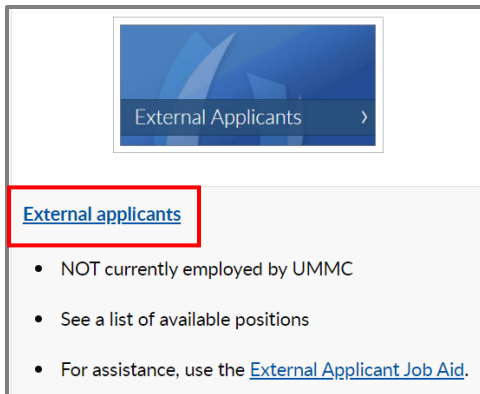 External Applicants
External applicants
NOT currently employed by UMMC
See a list of available positions
For assistance, use the External Applicant Job Aid.